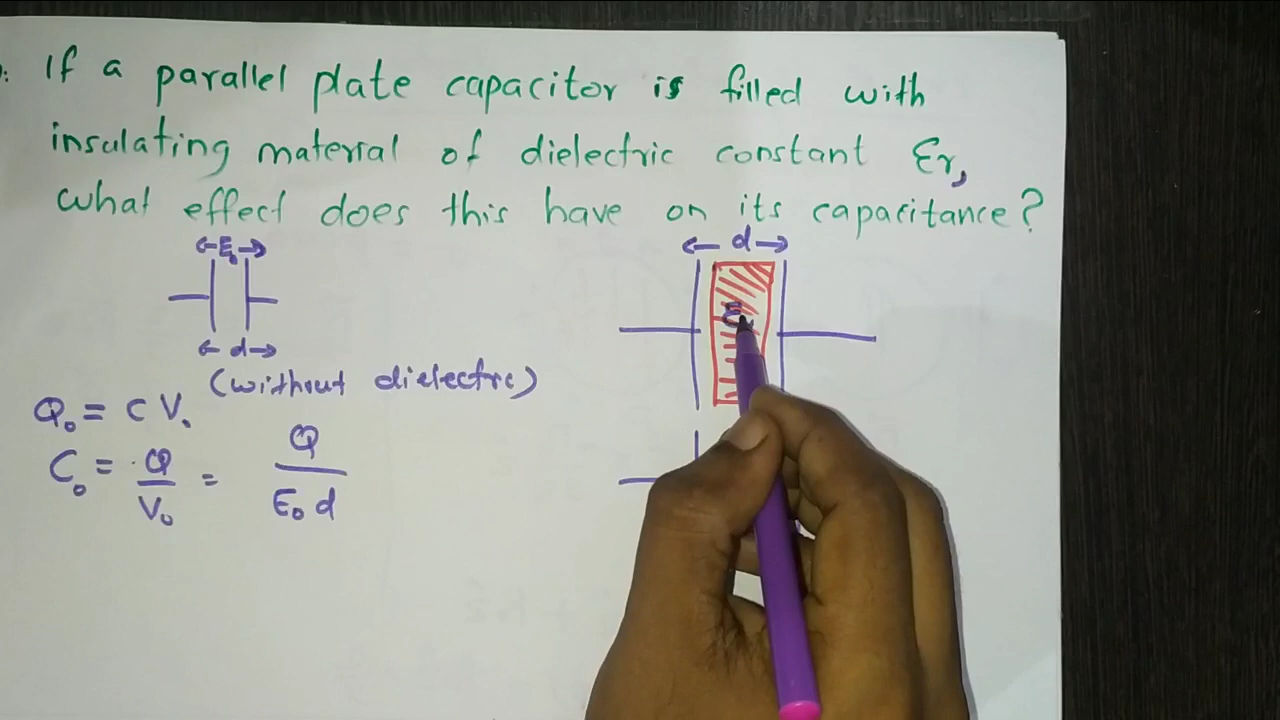 If a parallel plate capacitor is filled with
insulating material of dielectric constant Er,
what effect does this have on its capacitance?
E₀
d
(without dielectric)
Q₀ = C V₀
C₀ = Q/V₀ = Q/E₀ d
d